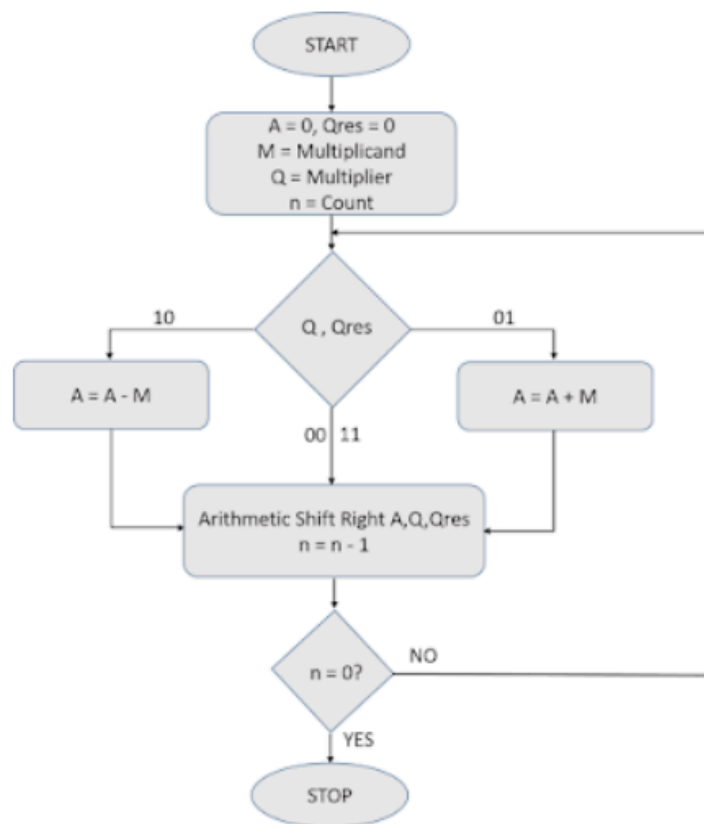 START
A = 0, Qres = 0
M = Multiplicand
Q = Multiplier
n = Count
10
Q , Qres
01
A = A - M
A = A + M
00 11
Arithmetic Shift Right A,Q,Qres
n = n - 1
n = 0?
NO
YES
STOP